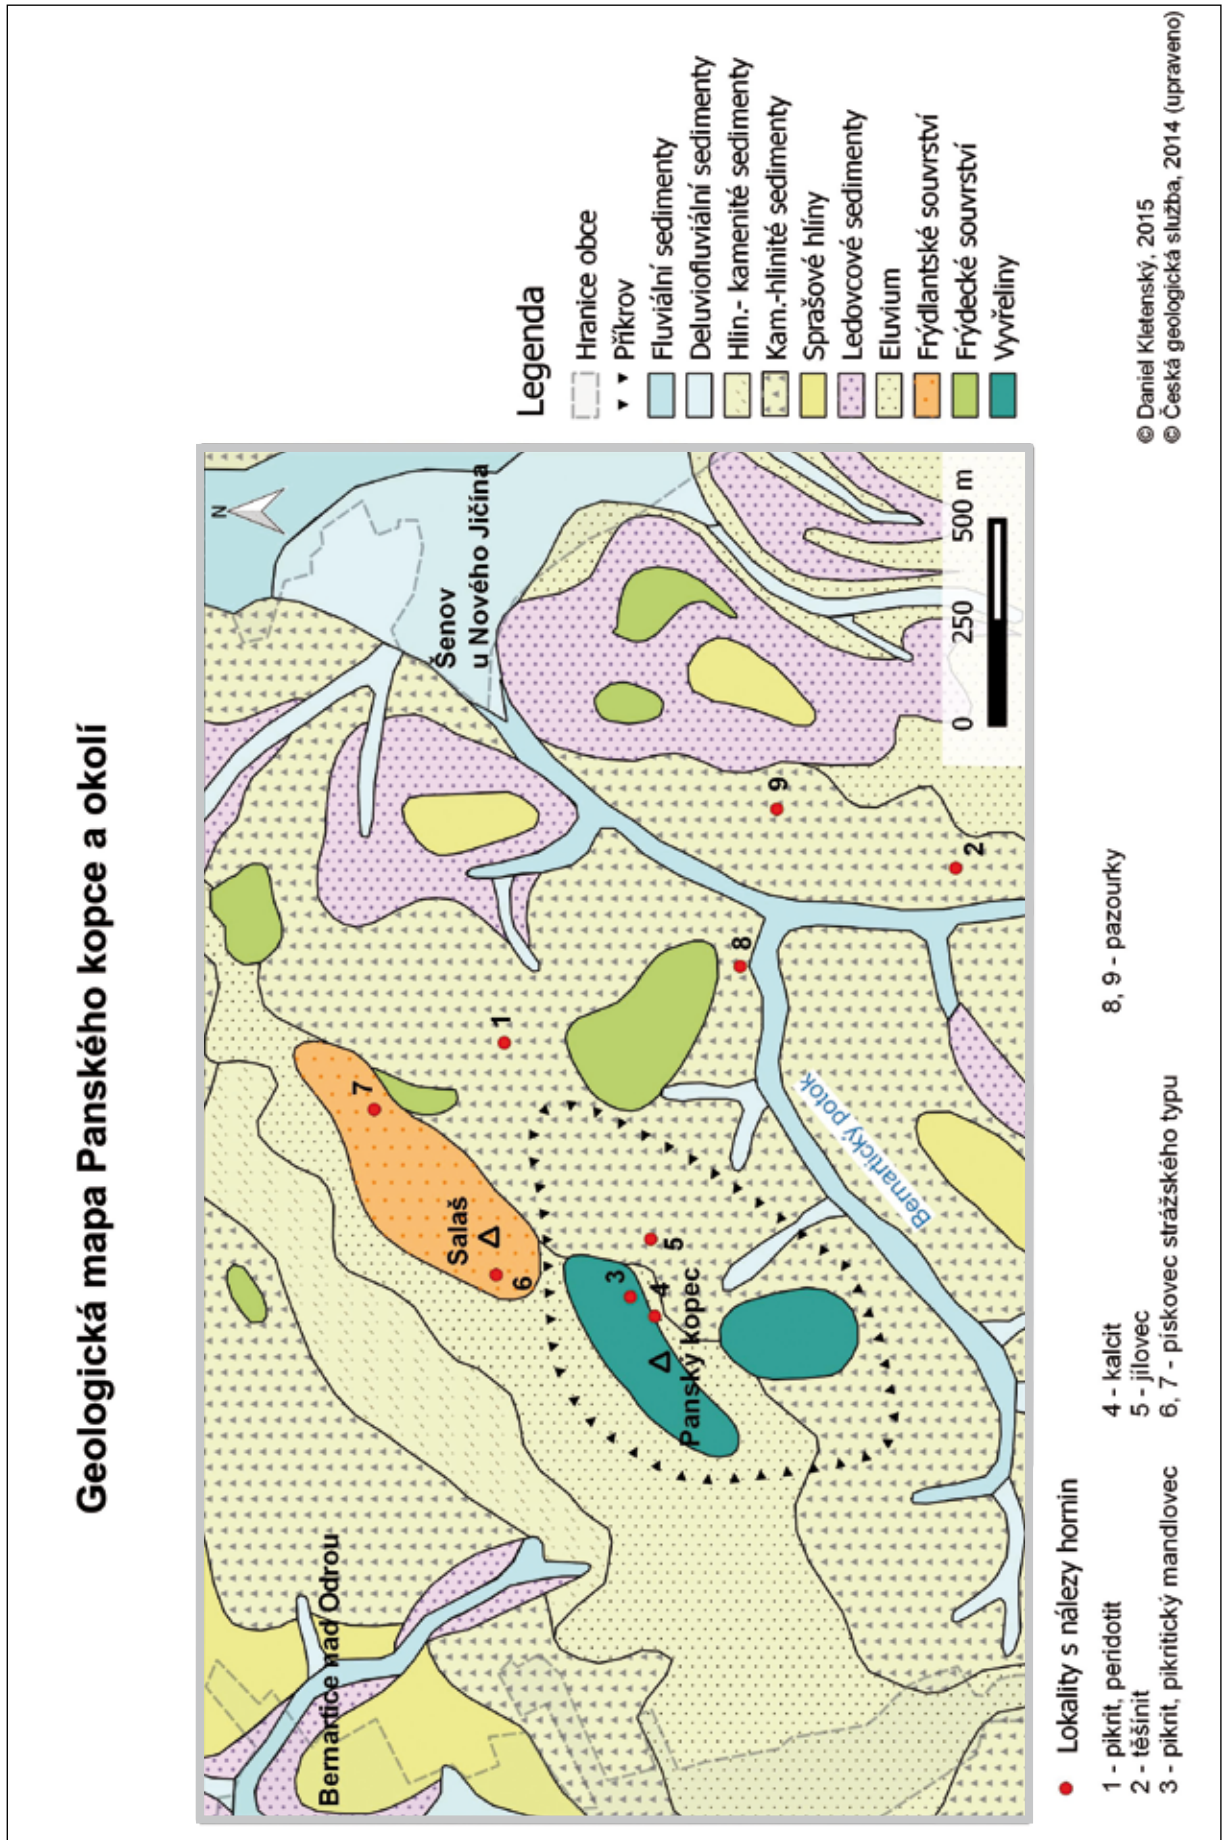 Geologická mapa Panského kopce a okolí
N
Bernartice nad Odrou
Salaš
Šenov
u Nového Jičína
Panský kopec
Bernartický potok
7
6
1
3
4
5
8
9
2
0 250 500 m
Legenda
Hranice obce
Příkrov
Fluviální sedimenty
Deluviofluviální sedimenty
Hlin.- kamenité sedimenty
Kam.-hlinité sedimenty
Sprašové hlíny
Ledovcové sedimenty
Eluvium
Frýdlantské souvrství
Frýdecké souvrství
Vyvřeliny
Lokality s nálezy hornin
1 - pikrit, peridotit
2 - těšínit
3 - pikrit, pikritický mandlovec
4 - kalcit
5 - jílovec
6, 7 - pískovec strážského typu
8, 9 - pazourky
© Daniel Kletenský, 2015
© Česká geologická služba, 2014 (upraveno)